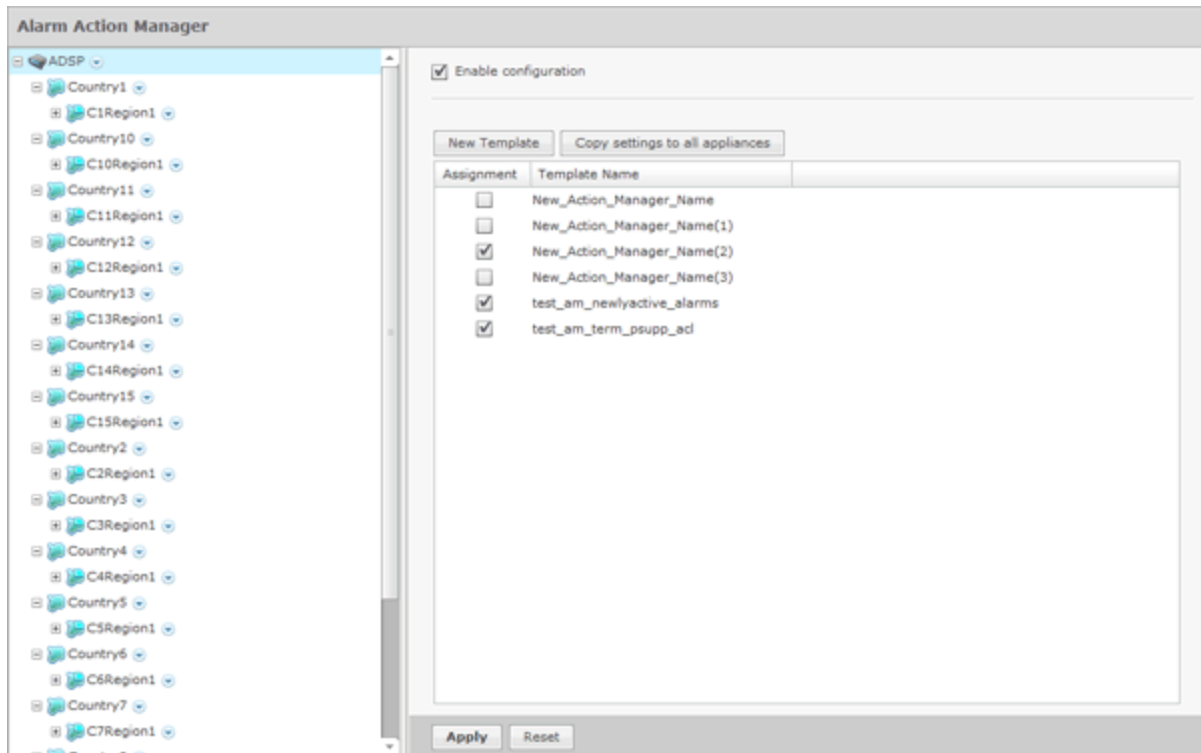 Alarm Action Manager
ADSP
Country1
C1Region1
Country10
C10Region1
Country11
C11Region1
Country12
C12Region1
Country13
C13Region1
Country14
C14Region1
Country15
C15Region1
Country2
C2Region1
Country3
C3Region1
Country4
C4Region1
Country5
C5Region1
Country6
C6Region1
Country7
C7Region1
Enable configuration
New Template
Copy settings to all appliances
Assignment Template Name
New_Action_Manager_Name
New_Action_Manager_Name(1)
New_Action_Manager_Name(2)
New_Action_Manager_Name(3)
test_am_newlyactive_alarms
test_am_term_psupp_acl
Apply Reset